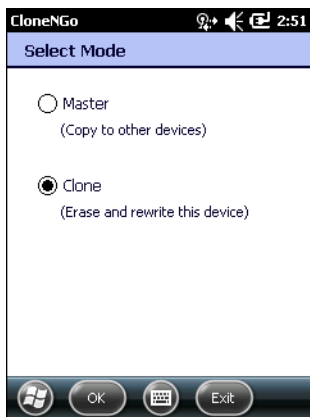 CloneNGo 2:51
Select Mode
Master
(Copy to other devices)
Clone
(Erase and rewrite this device)
OK Exit